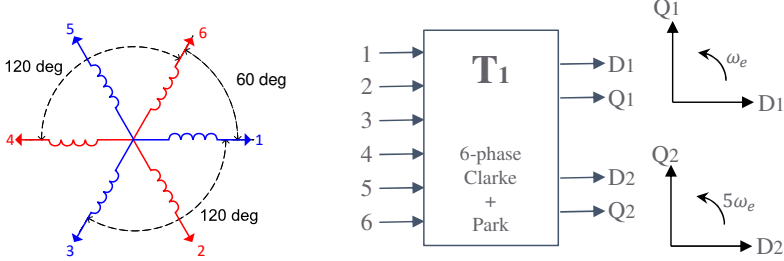 5
6
120 deg
60 deg
4
1
120 deg
3
2
1
2
3
4
5
6
T1
6-phase
Clarke
+
Park
D1
Q1
D2
Q2
Q1
ωe
D1
Q2
5ωe
D2